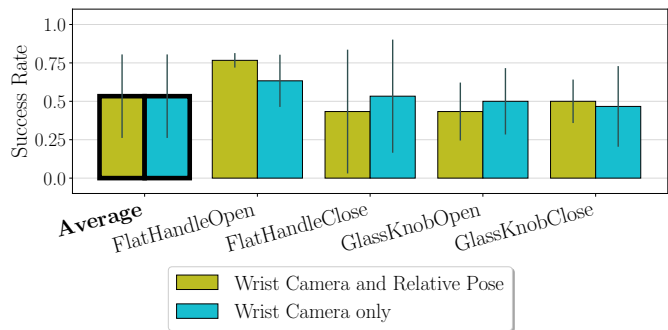 1.0
0.75
0.5
0.25
0.0
Success Rate
Average
FlatHandleOpen
FlatHandleClose
GlassKnobOpen
GlassKnobClose
Wrist Camera and Relative Pose
Wrist Camera only